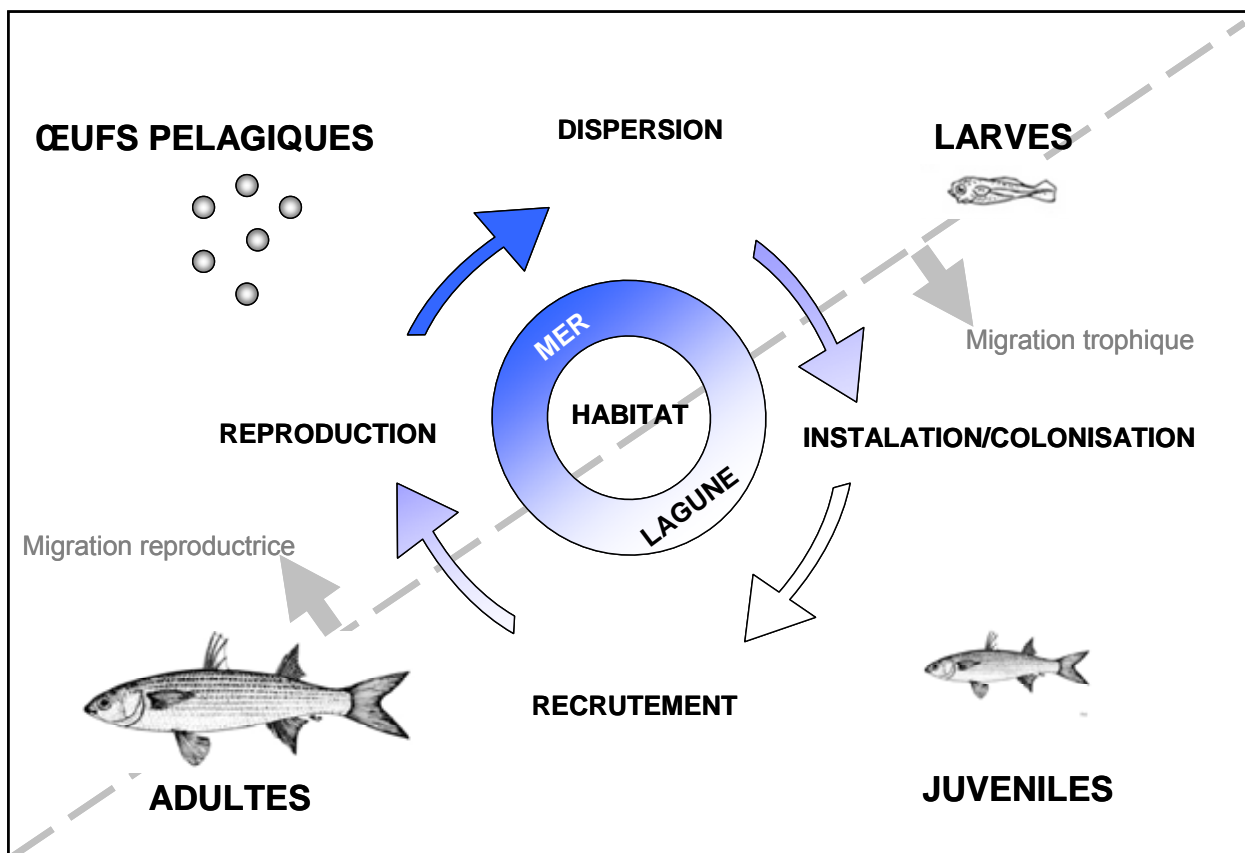 DISPERSION
ŒUFS PELAGIQUES
LARVES
MER
Migration trophique
HABITAT
REPRODUCTION
INSTALATION/COLONISATION
LAGUNE
Migration reproductrice
RECRUTEMENT
JUVENILES
ADULTES